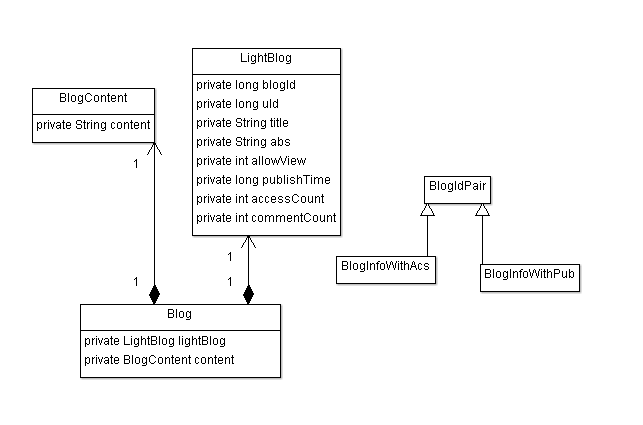 LightBlog
private long blogId
private long uId
private String title
private String abs
private int allowView
private long publishTime
private int accessCount
private int commentCount
BlogContent
private String content
1
1
1
1
Blog
private LightBlog lightBlog
private BlogContent content
BlogIdPair
BlogInfoWithAcs
BlogInfoWithPub